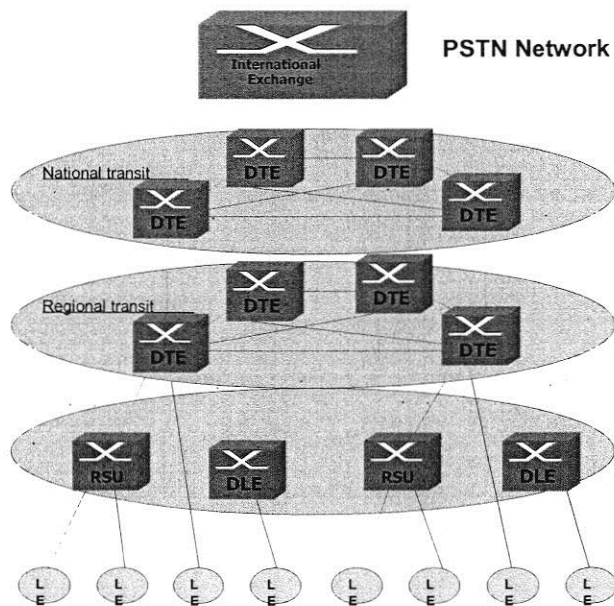 PSTN Network
International
Exchange
DTE
DTE
National transit
DTE
DTE
DTE
DTE
Regional transit
DTE
DTE
RSU
DLE
RSU
DLE
L
E
L
E
L
E
L
E
L
E
L
E
L
E
L
E